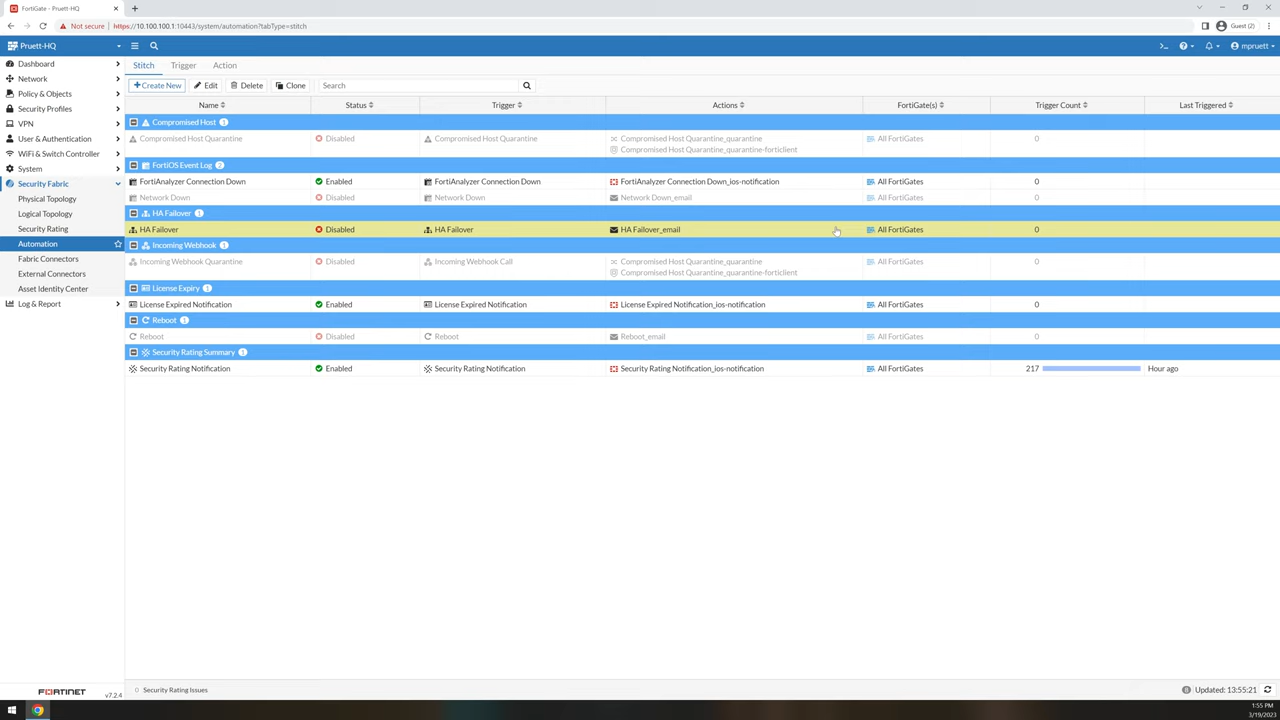 FortiGate - Pruett-HQ
Not secure | https://10.100.100.1:10443/system/automation?tabType=stitch
Guest (2)
Pruett-HQ
mpruett
Dashboard
Network
Policy & Objects
Security Profiles
VPN
User & Authentication
WiFi & Switch Controller
System
Security Fabric
Physical Topology
Logical Topology
Security Rating
Automation
Fabric Connectors
External Connectors
Asset Identity Center
Log & Report
FORTINET v7.2.4
Stitch Trigger Action
Create New Edit Delete Clone Search
Name Status Trigger Actions FortiGate(s) Trigger Count Last Triggered
Compromised Host 1
Compromised Host Quarantine Disabled Compromised Host Quarantine Compromised Host Quarantine_quarantine All FortiGates 0
Compromised Host Quarantine_quarantine-forticlient
FortiOS Event Log 2
FortiAnalyzer Connection Down Enabled FortiAnalyzer Connection Down FortiAnalyzer Connection Down_ios-notification All FortiGates 0
Network Down Disabled Network Down Network Down_email All FortiGates 0
HA Failover 1
HA Failover Disabled HA Failover HA Failover_email All FortiGates 0
Incoming Webhook 1
Incoming Webhook Quarantine Disabled Incoming Webhook Call Compromised Host Quarantine_quarantine All FortiGates 0
Compromised Host Quarantine_quarantine-forticlient
License Expiry 1
License Expired Notification Enabled License Expired Notification License Expired Notification_ios-notification All FortiGates 0
Reboot 1
Reboot Disabled Reboot Reboot_email All FortiGates 0
Security Rating Summary 1
Security Rating Notification Enabled Security Rating Notification Security Rating Notification_ios-notification All FortiGates 217 Hour ago
0 Security Rating Issues
8 Updated: 13:55:21
1:55 PM
3/19/2023